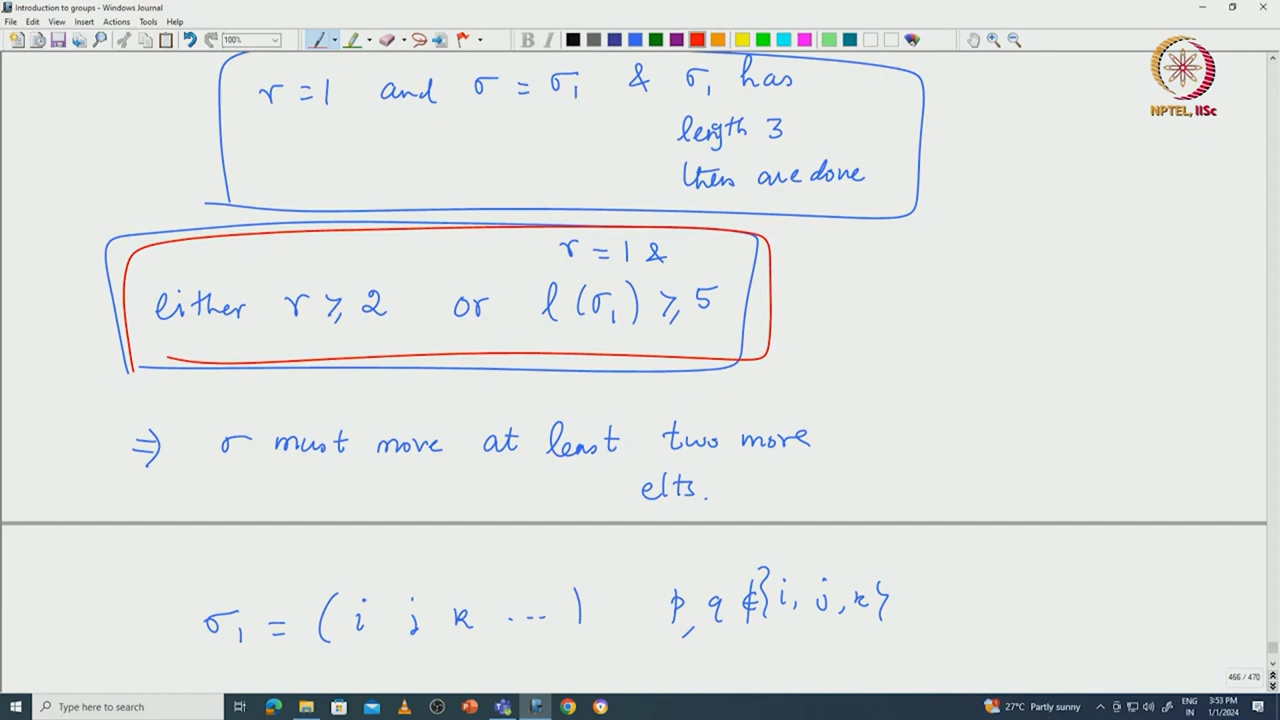 Introduction to groups - Windows Journal
File Edit View Insert Actions Tools Help
100%
B I
NPTEL, IISc
r = 1 and σ = σ₁ & σ₁ has
length 3
then are done
r = 1 &
either r ⩾ 2 or l(σ₁) ⩾ 5
⇒ σ must move at least two more
elts.
σ₁ = (i j k ...) p, q ∉ {i, j, k}
466 / 470
Type here to search
27°C Partly sunny
ENG
IN
3:53 PM
1/1/2024